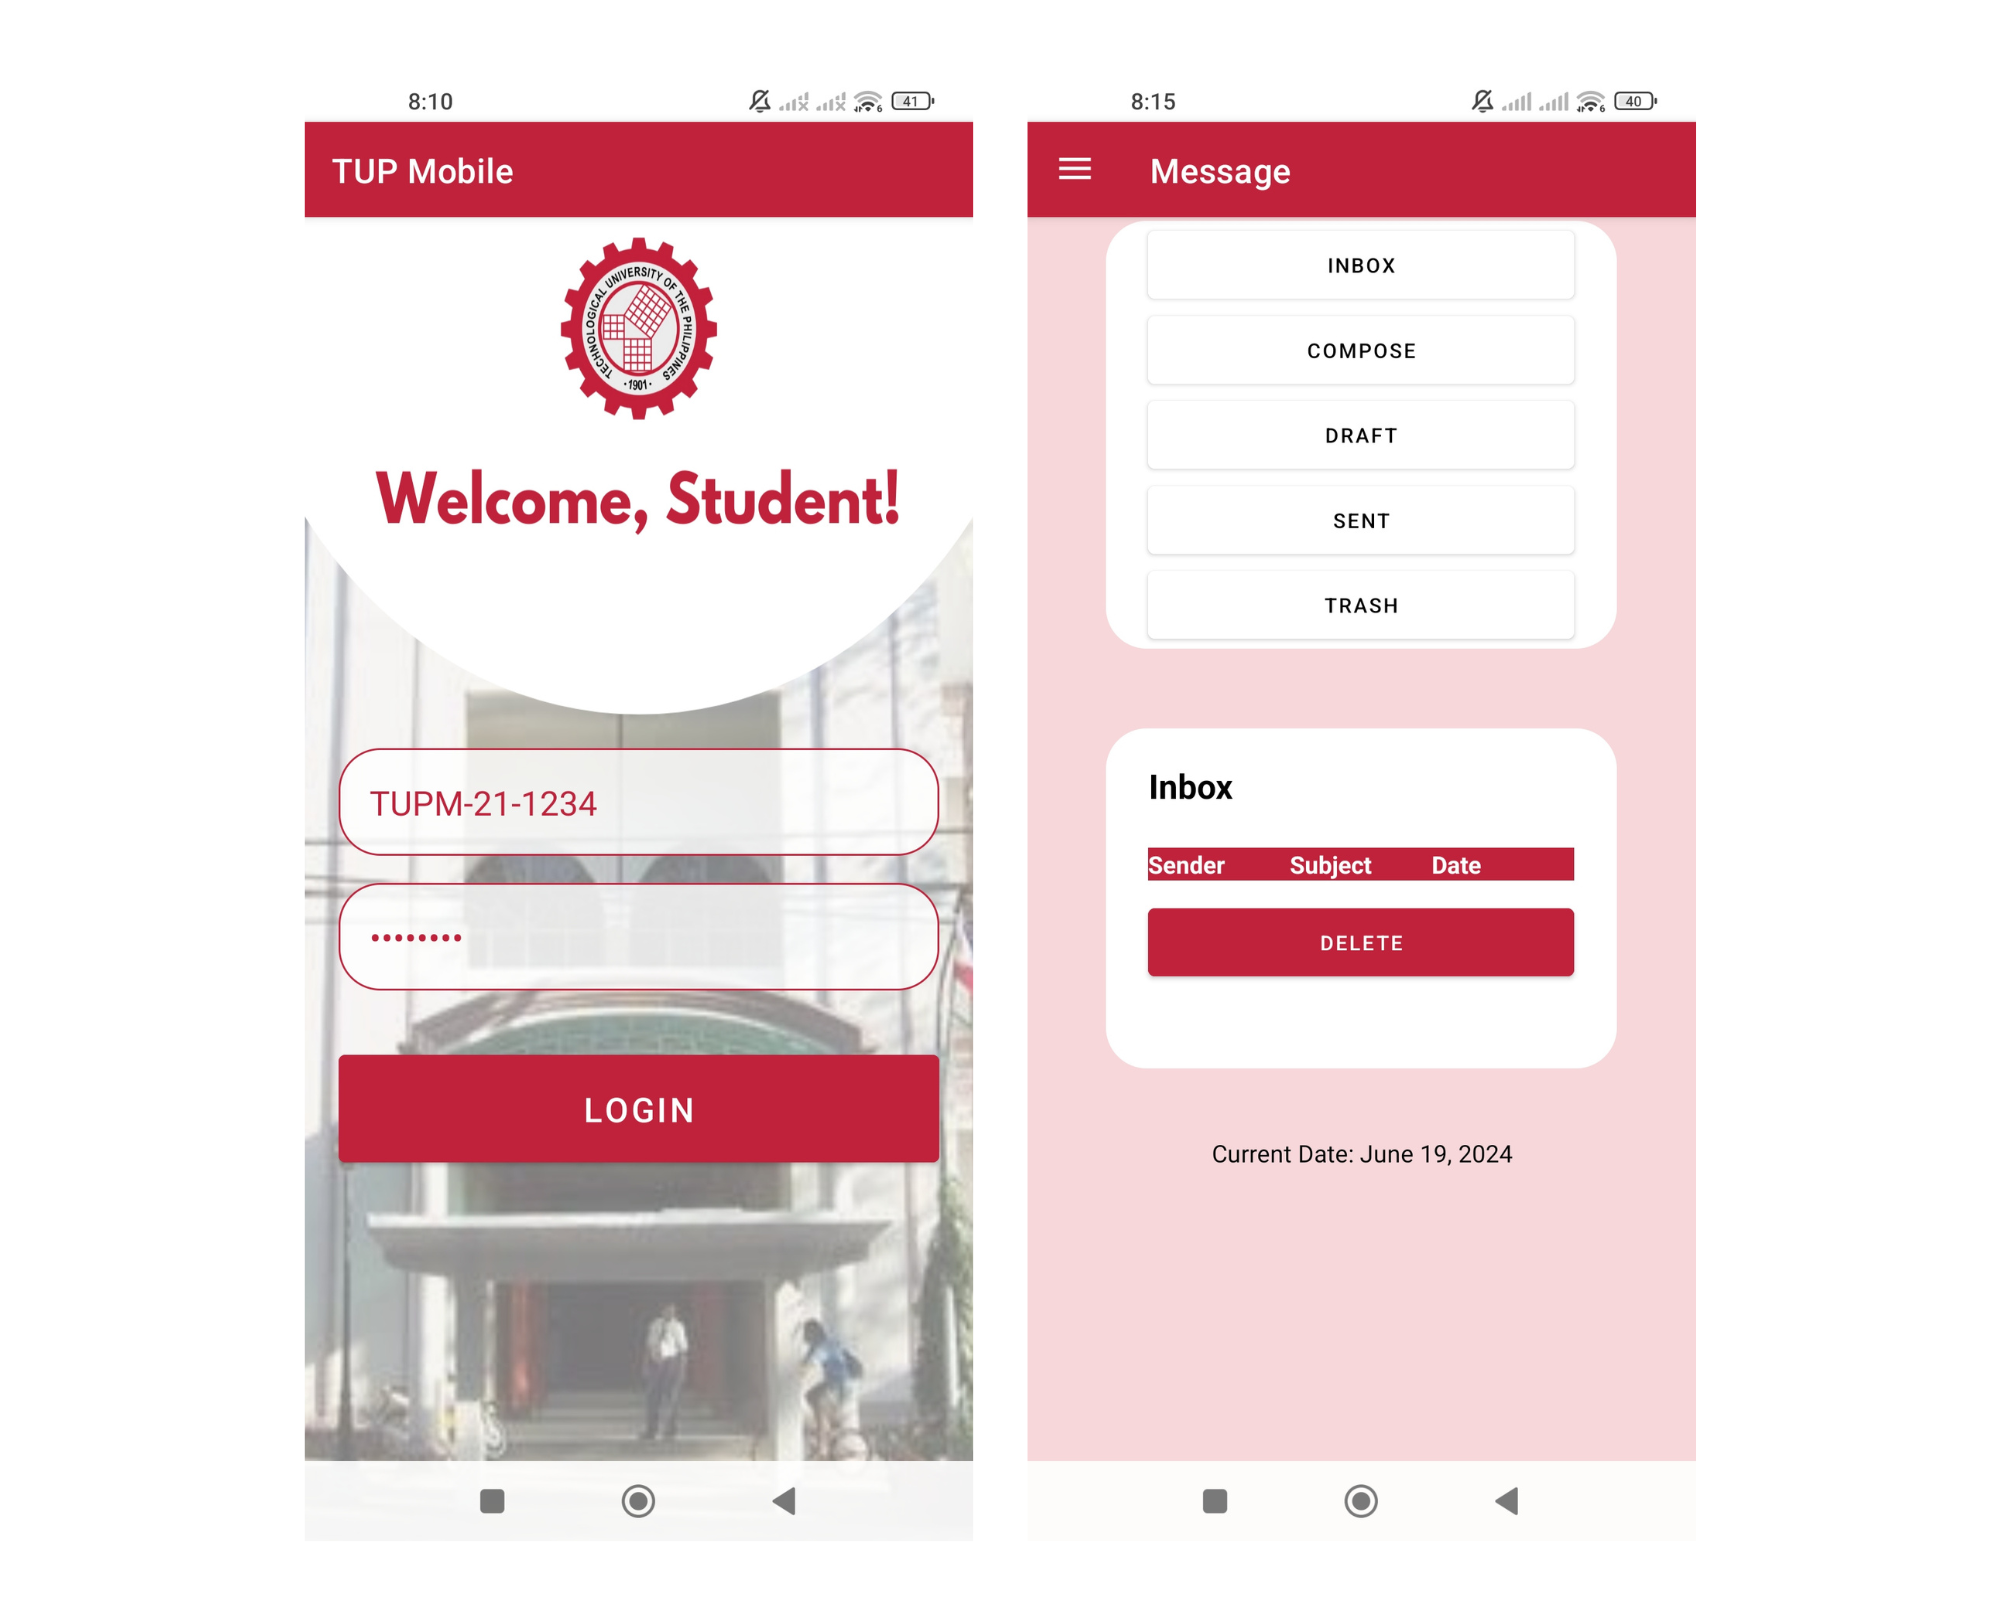 8:10
41
TUP Mobile
TECHNOLOGICAL UNIVERSITY OF THE PHILIPPINES
· 1901 ·
Welcome, Student!
TUPM-21-1234
••••••••
LOGIN
8:15
40
Message
INBOX
COMPOSE
DRAFT
SENT
TRASH
Inbox
Sender Subject Date
DELETE
Current Date: June 19, 2024